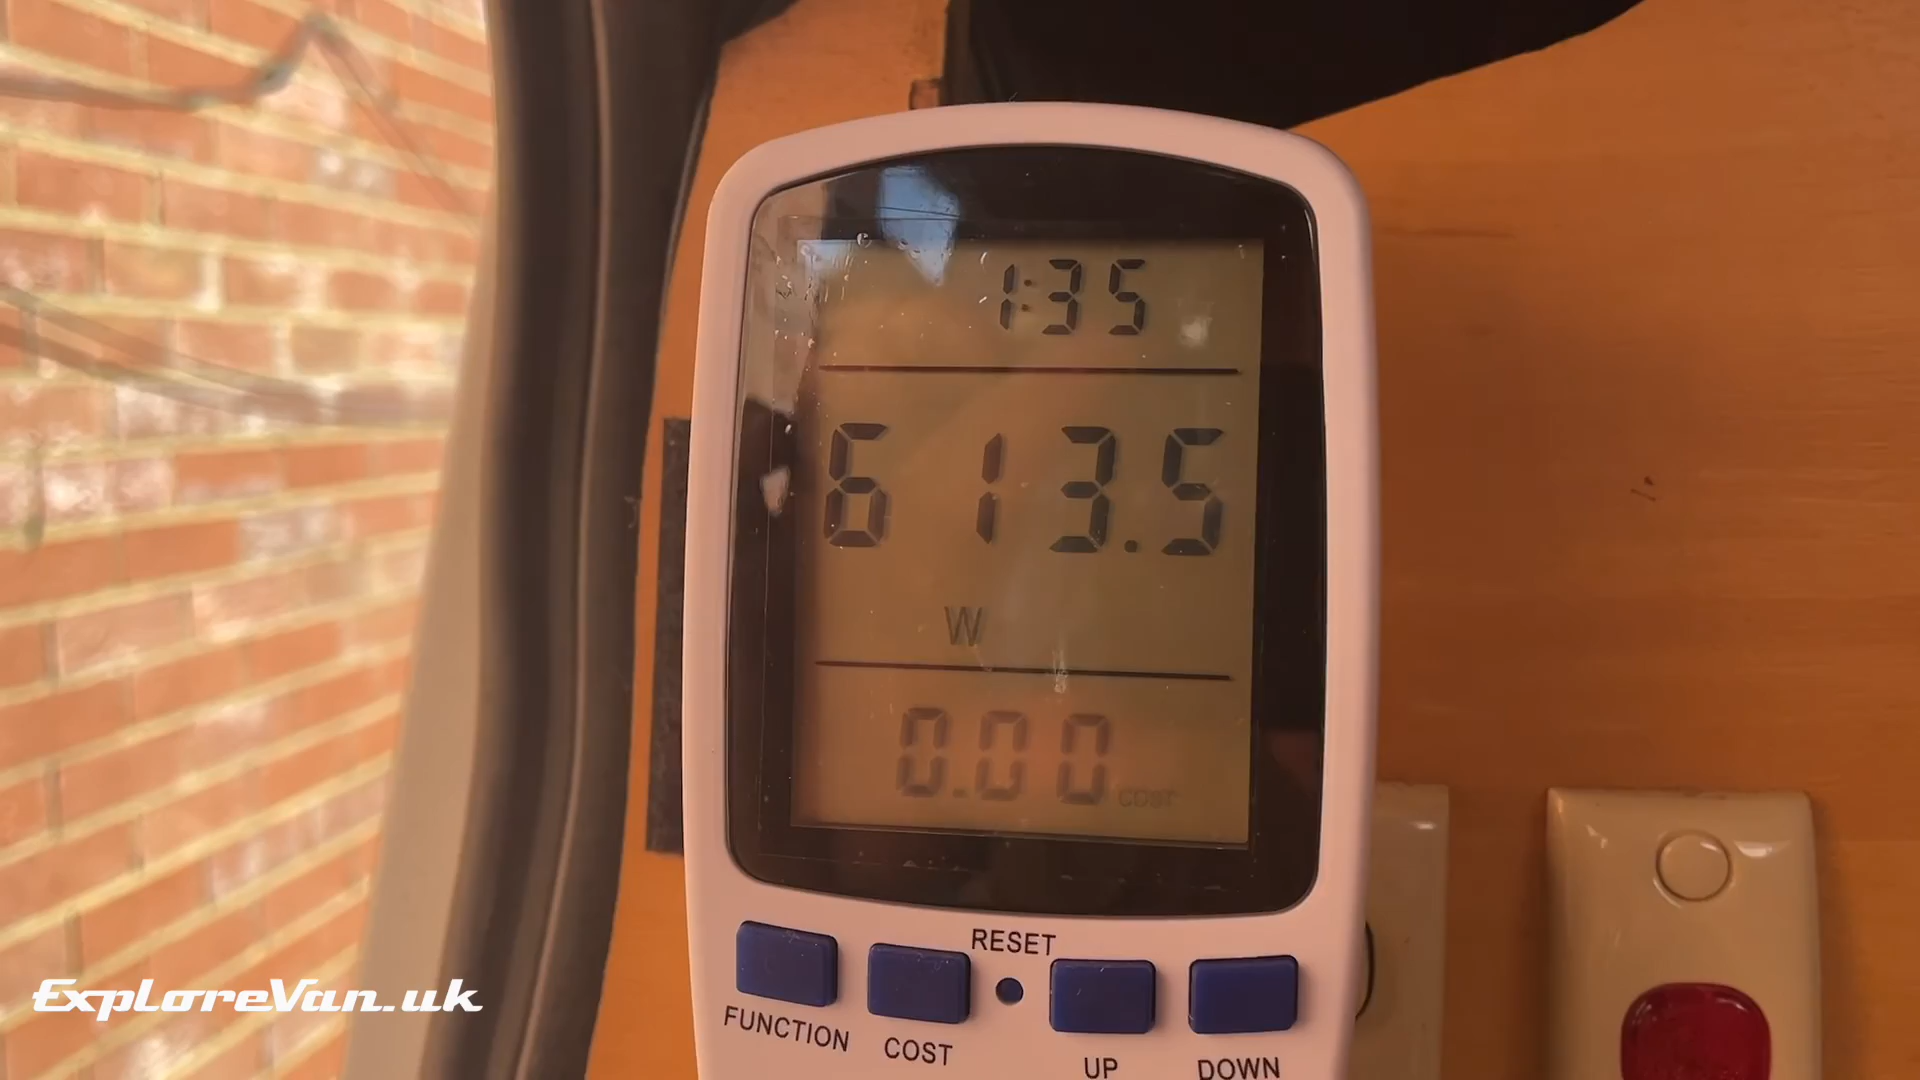 1:35
613.5
W
0.00 COST
RESET
FUNCTION COST UP DOWN
ExploreVan.uk